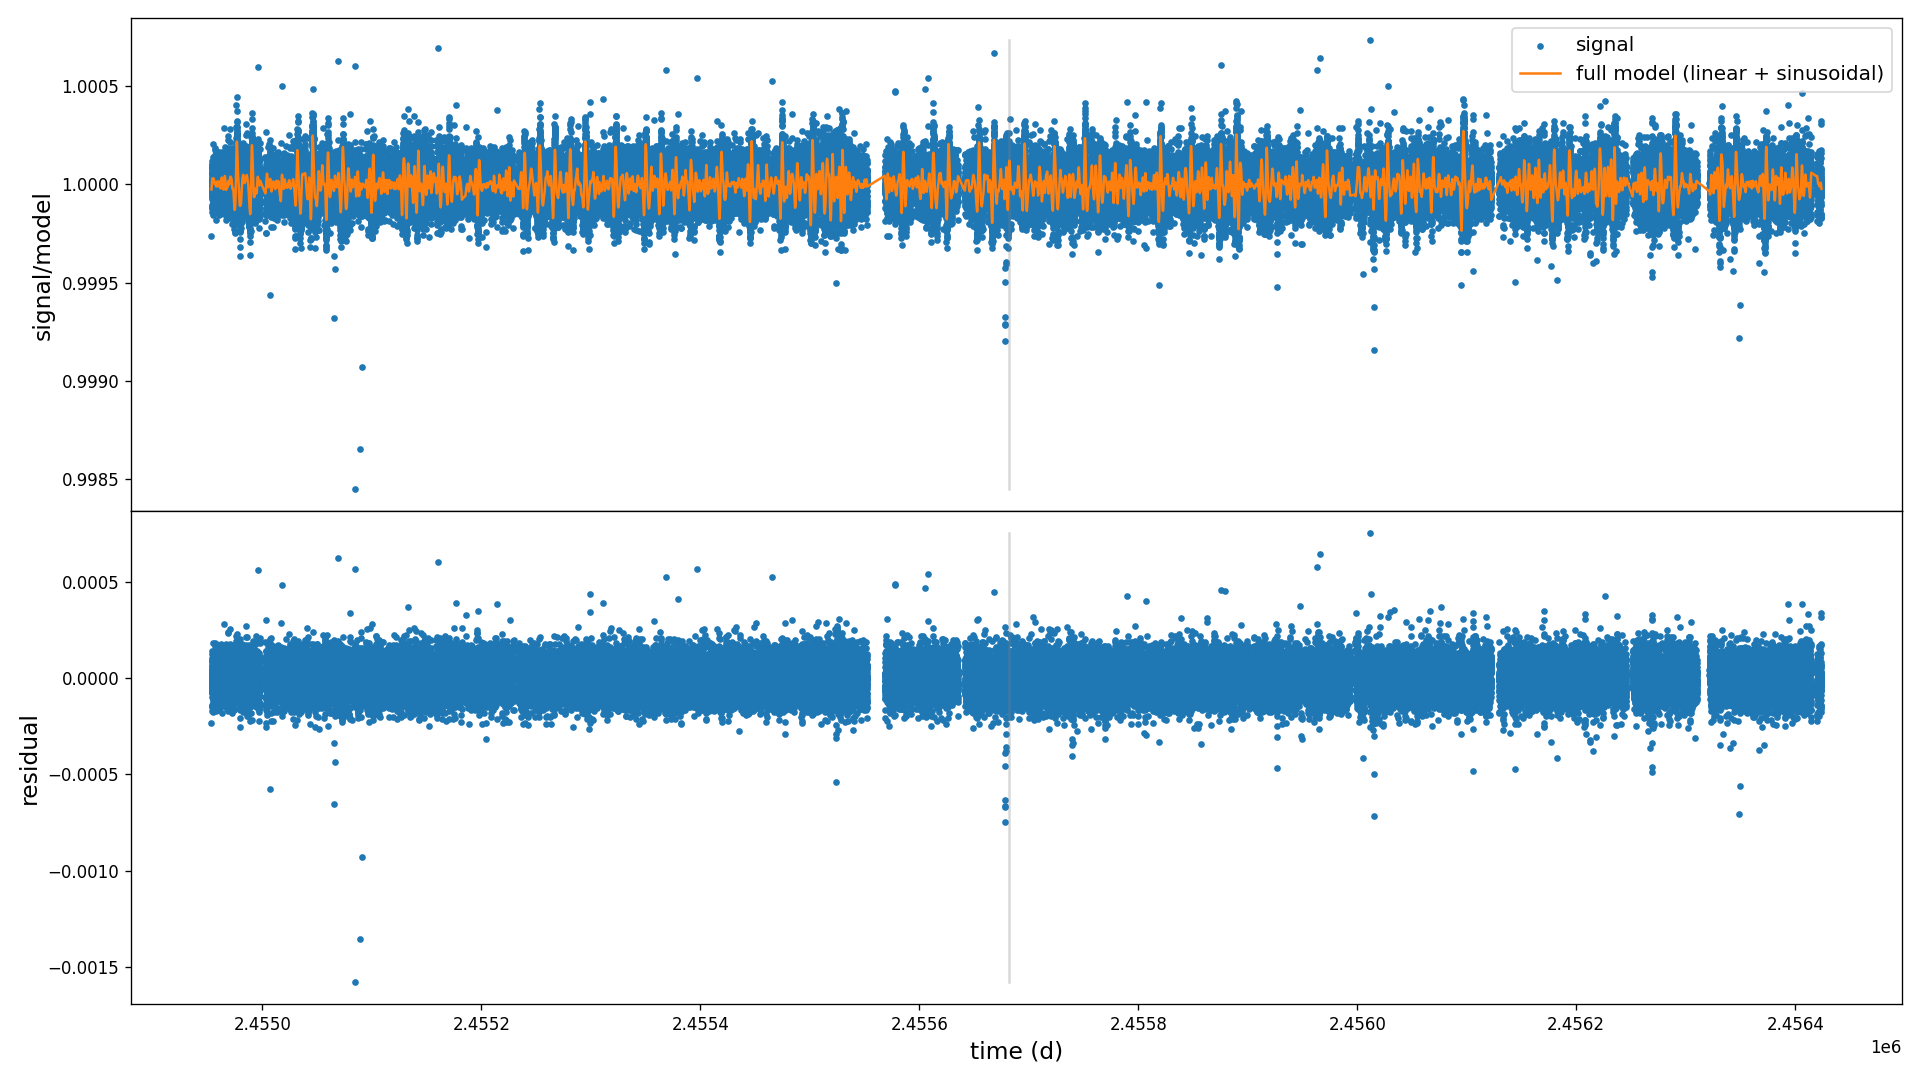 signal
full model (linear + sinusoidal)
1.0005
1.0000
0.9995
0.9990
0.9985
signal/model
0.0005
0.0000
−0.0005
−0.0010
−0.0015
residual
2.4550 2.4552 2.4554 2.4556 2.4558 2.4560 2.4562 2.4564
1e6
time (d)